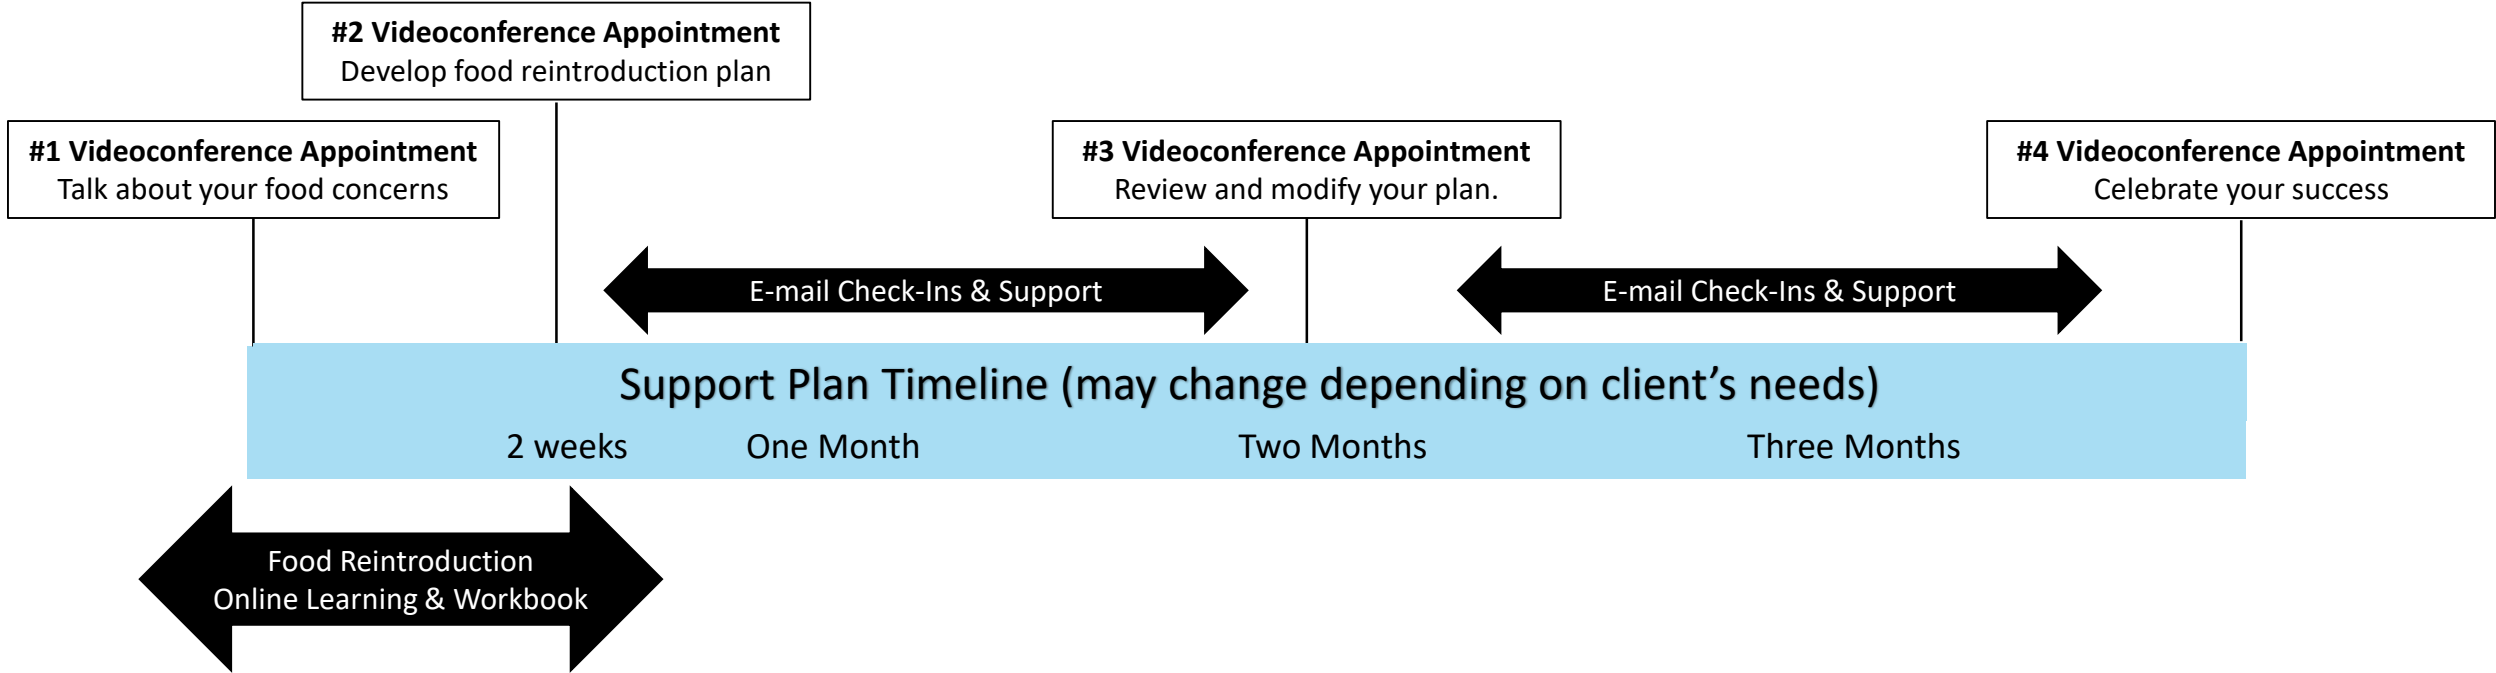 #2 Videoconference Appointment
Develop food reintroduction plan
#1 Videoconference Appointment
Talk about your food concerns
#3 Videoconference Appointment
Review and modify your plan.
#4 Videoconference Appointment
Celebrate your success
E-mail Check-Ins & Support
E-mail Check-Ins & Support
Support Plan Timeline (may change depending on client’s needs)
2 weeks
One Month
Two Months
Three Months
Food Reintroduction
Online Learning & Workbook